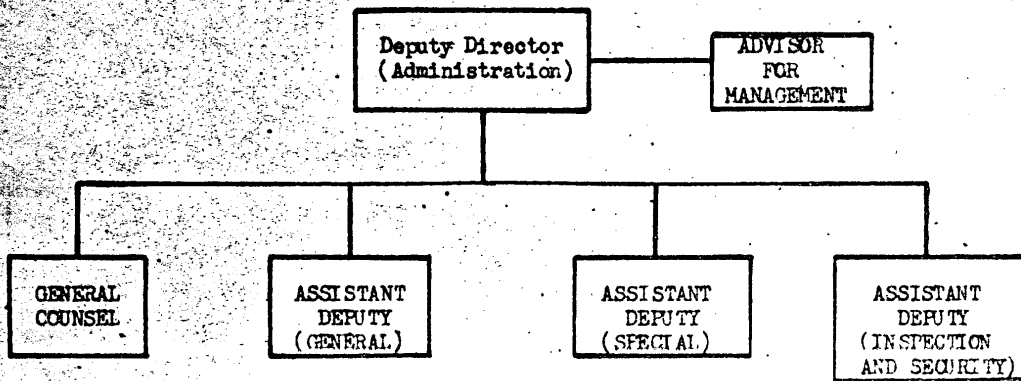 Deputy Director
(Administration)
ADVISOR
FOR
MANAGEMENT
GENERAL
COUNSEL
ASSISTANT
DEPUTY
(GENERAL)
ASSISTANT
DEPUTY
(SPECIAL)
ASSISTANT
DEPUTY
(INSPECTION
AND SECURITY)